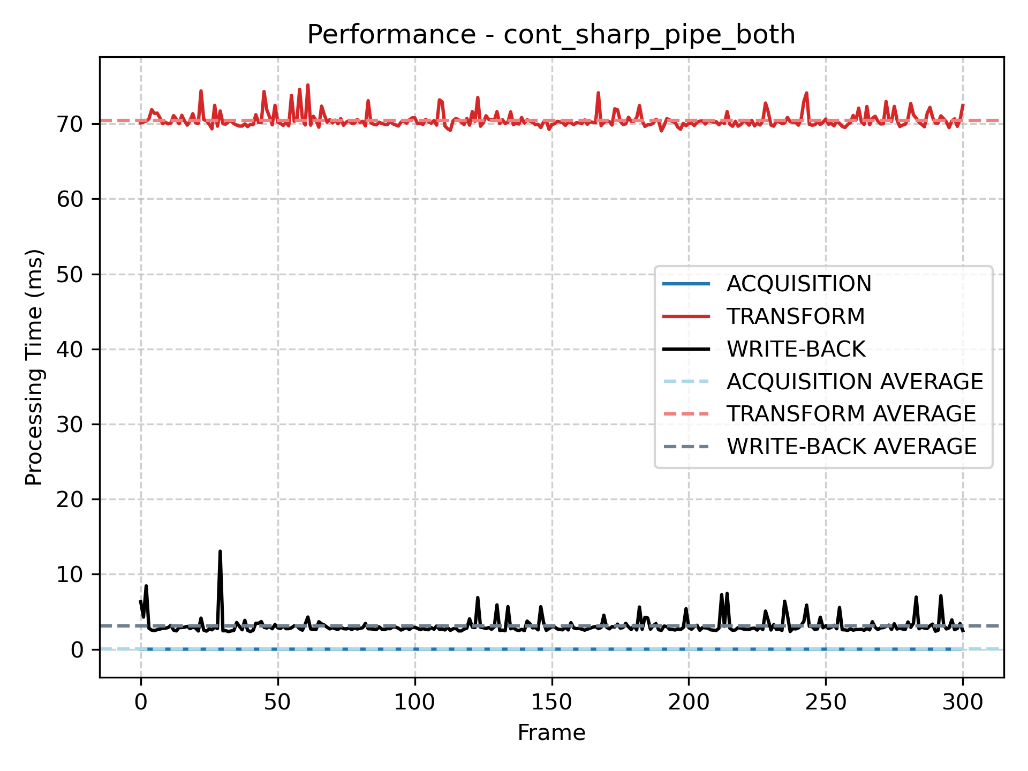 Performance - cont_sharp_pipe_both
Processing Time (ms)
70
60
50
40
30
20
10
0
ACQUISITION
TRANSFORM
WRITE-BACK
ACQUISITION AVERAGE
TRANSFORM AVERAGE
WRITE-BACK AVERAGE
0 50 100 150 200 250 300
Frame